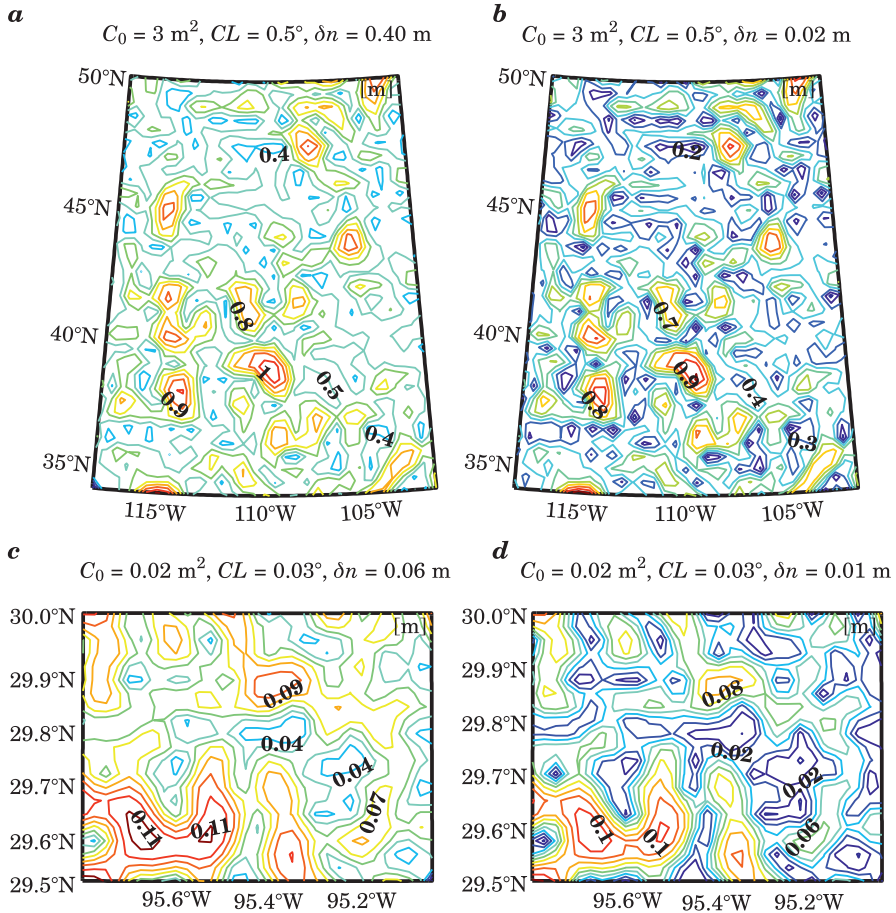 a
C₀ = 3 m², CL = 0.5°, δn = 0.40 m
50°N
[m]
0.4
45°N
40°N
0.8
1
0.5
0.9
0.4
35°N
115°W 110°W 105°W
b
C₀ = 3 m², CL = 0.5°, δn = 0.02 m
50°N
[m]
0.2
45°N
40°N
0.7
0.9
0.4
0.8
0.3
35°N
115°W 110°W 105°W
c
C₀ = 0.02 m², CL = 0.03°, δn = 0.06 m
30.0°N
[m]
29.9°N
0.09
29.8°N
0.04
0.04
29.7°N
0.07
0.11 0.11
29.6°N
29.5°N
95.6°W 95.4°W 95.2°W
d
C₀ = 0.02 m², CL = 0.03°, δn = 0.01 m
30.0°N
[m]
29.9°N
0.08
29.8°N
0.02
0.02
29.7°N
0.1 0.1 0.06
29.6°N
29.5°N
95.6°W 95.4°W 95.2°W